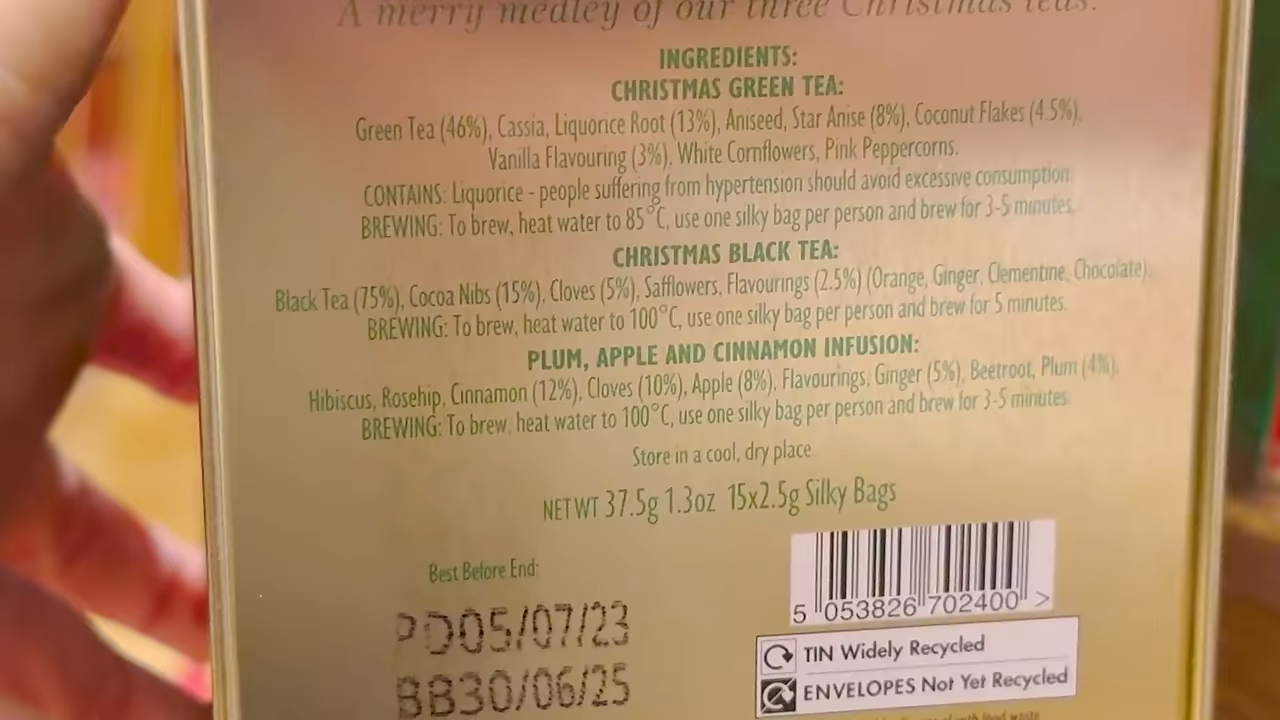 A merry medley of our three Christmas teas.
INGREDIENTS:
CHRISTMAS GREEN TEA:
Green Tea (46%), Cassia, Liquorice Root (13%), Aniseed, Star Anise (8%), Coconut Flakes (4.5%),
Vanilla Flavouring (3%), White Cornflowers, Pink Peppercorns.
CONTAINS: Liquorice - people suffering from hypertension should avoid excessive consumption.
BREWING: To brew, heat water to 85°C, use one silky bag per person and brew for 3-5 minutes.
CHRISTMAS BLACK TEA:
Black Tea (75%), Cocoa Nibs (15%), Cloves (5%), Safflowers, Flavourings (2.5%) (Orange, Ginger, Clementine, Chocolate).
BREWING: To brew, heat water to 100°C, use one silky bag per person and brew for 5 minutes.
PLUM, APPLE AND CINNAMON INFUSION:
Hibiscus, Rosehip, Cinnamon (12%), Cloves (10%), Apple (8%), Flavourings, Ginger (5%), Beetroot, Plum (4%).
BREWING: To brew, heat water to 100°C, use one silky bag per person and brew for 3-5 minutes.
Store in a cool, dry place.
NET WT 37.5g 1.3oz 15x2.5g Silky Bags
Best Before End:
PD05/07/23
BB30/06/25
5 053826 702400 >
TIN Widely Recycled
ENVELOPES Not Yet Recycled
food waste